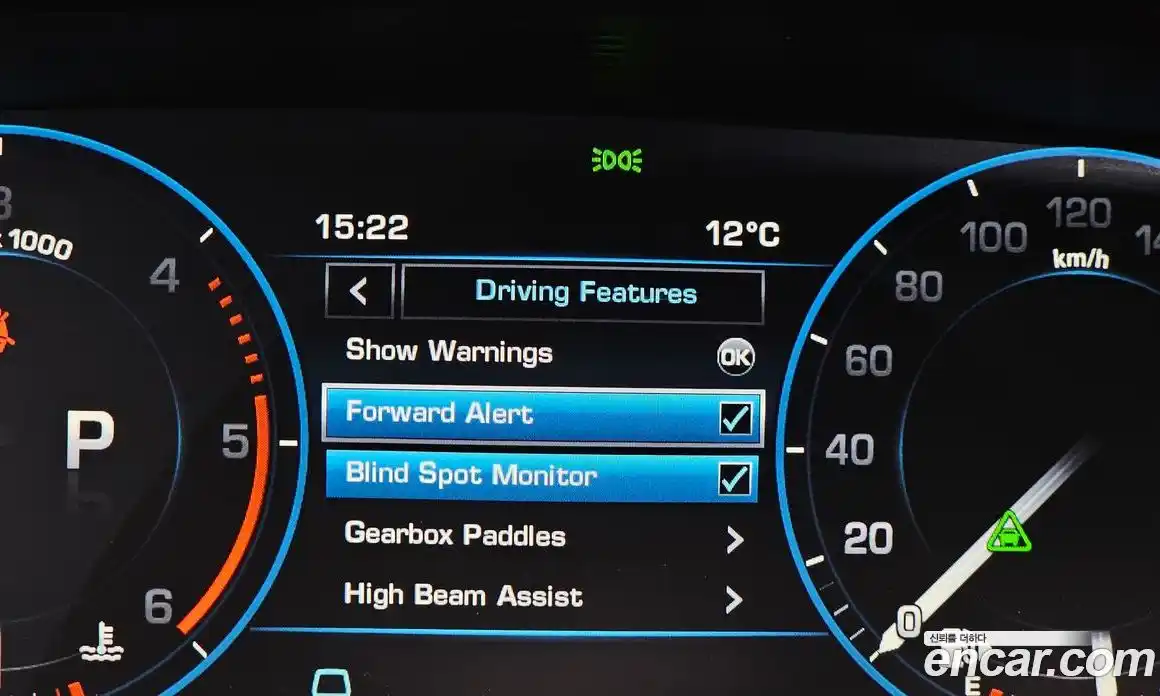 15:22
12°C
Driving Features
Show Warnings
OK
Forward Alert
Blind Spot Monitor
Gearbox Paddles
High Beam Assist
3
x 1000
4
5
6
P
120
100
80
60
40
20
0
km/h
E
신뢰를 더하다
encar.com